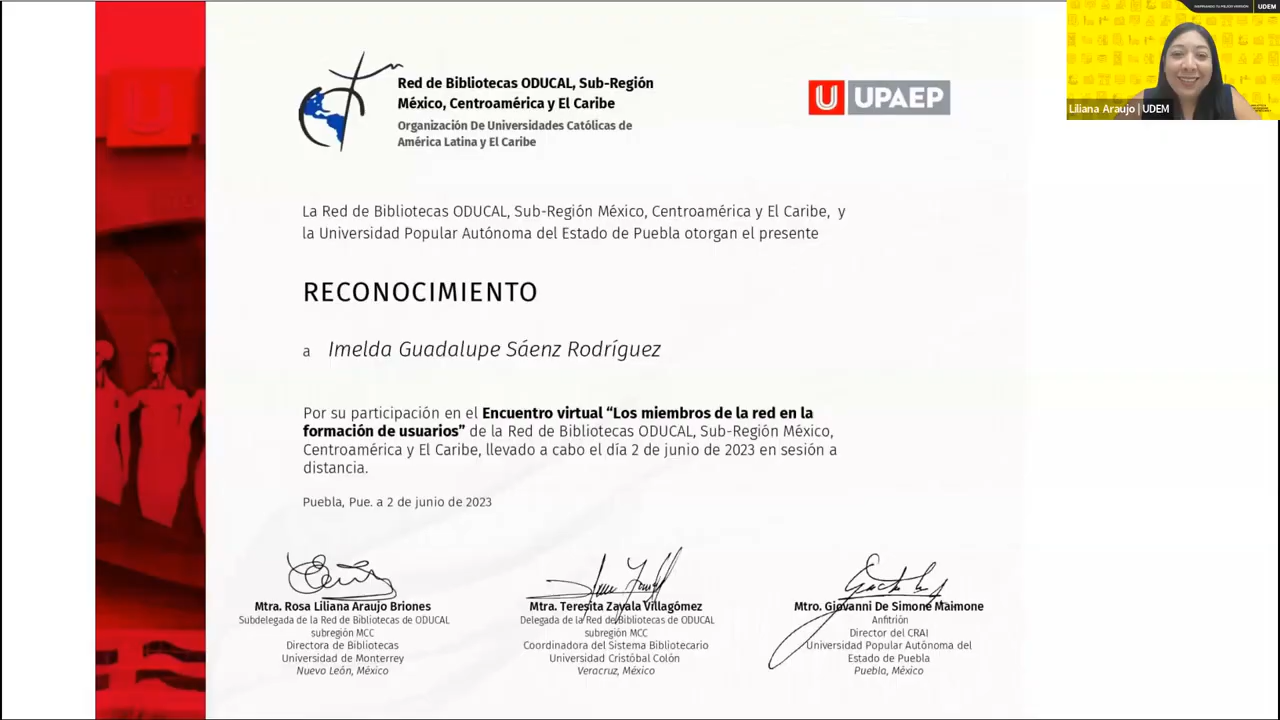 INSPIRANDO TU MEJOR VERSIÓN
UDEM
Liliana Araujo | UDEM
Red de Bibliotecas ODUCAL, Sub-Región
México, Centroamérica y El Caribe
Organización De Universidades Católicas de
América Latina y El Caribe
U UPAEP
La Red de Bibliotecas ODUCAL, Sub-Región México, Centroamérica y El Caribe, y
la Universidad Popular Autónoma del Estado de Puebla otorgan el presente
RECONOCIMIENTO
a Imelda Guadalupe Sáenz Rodríguez
Por su participación en el Encuentro virtual “Los miembros de la red en la
formación de usuarios” de la Red de Bibliotecas ODUCAL, Sub-Región México,
Centroamérica y El Caribe, llevado a cabo el día 2 de junio de 2023 en sesión a
distancia.
Puebla, Pue. a 2 de junio de 2023
Mtra. Rosa Liliana Araujo Briones
Subdelegada de la Red de Bibliotecas de ODUCAL
subregión MCC
Directora de Bibliotecas
Universidad de Monterrey
Nuevo León, México
Mtra. Teresita Zavala Villagómez
Delegada de la Red de Bibliotecas de ODUCAL
subregión MCC
Coordinadora del Sistema Bibliotecario
Universidad Cristóbal Colón
Veracruz, México
Mtro. Giovanni De Simone Maimone
Anfitrión
Director del CRAI
Universidad Popular Autónoma del
Estado de Puebla
Puebla, México